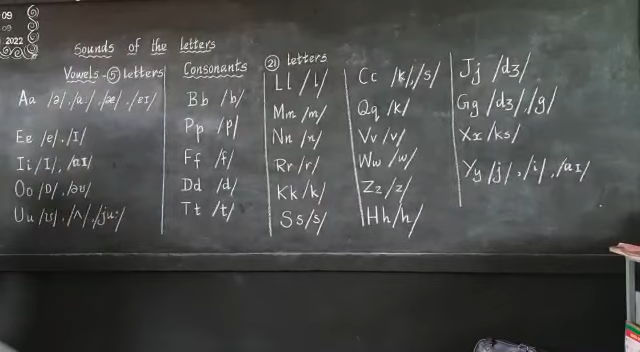 09
09
2022
Sounds of the letters
Vowels - 5 letters
Aa /ə/, /ɑ:/, /æ/, /eɪ/
Ee /e/, /I/
Ii /I/, /aɪ/
Oo /ɒ/, /əʊ/
Uu /ʊ/, /ʌ/, /ju:/
Consonants
21 letters
Bb /b/
Pp /p/
Ff /f/
Dd /d/
Tt /t/
Ll /l/
Mm /m/
Nn /n/
Rr /r/
Kk /k/
Ss /s/
Cc /k/, /s/
Qq /k/
Vv /v/
Ww /w/
Zz /z/
Hh /h/
Jj /dʒ/
Gg /dʒ/, /g/
Xx /ks/
Yy /j/, /i/, /aɪ/